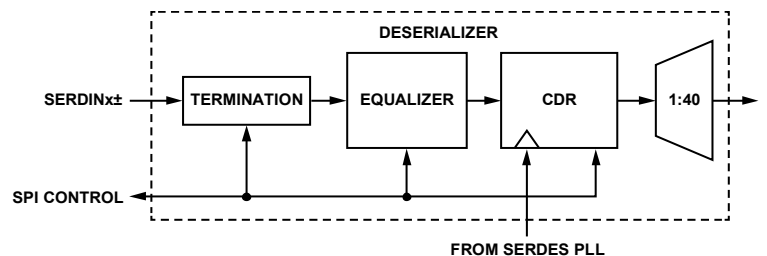 DESERIALIZER
SERDINx±
TERMINATION
EQUALIZER
CDR
1:40
SPI CONTROL
FROM SERDES PLL